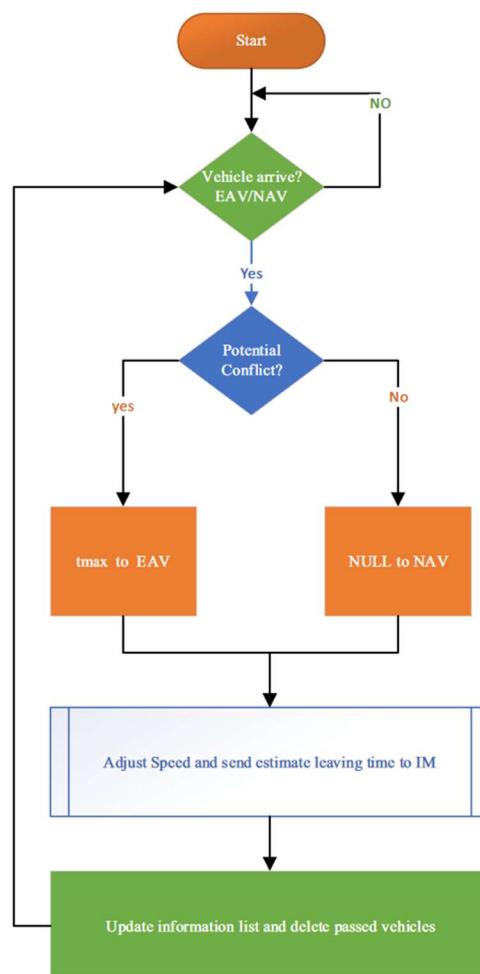 Start
NO
Vehicle arrive?
EAV/NAV
Yes
Potential
Conflict?
yes
No
tmax to EAV
NULL to NAV
Adjust Speed and send estimate leaving time to IM
Update information list and delete passed vehicles